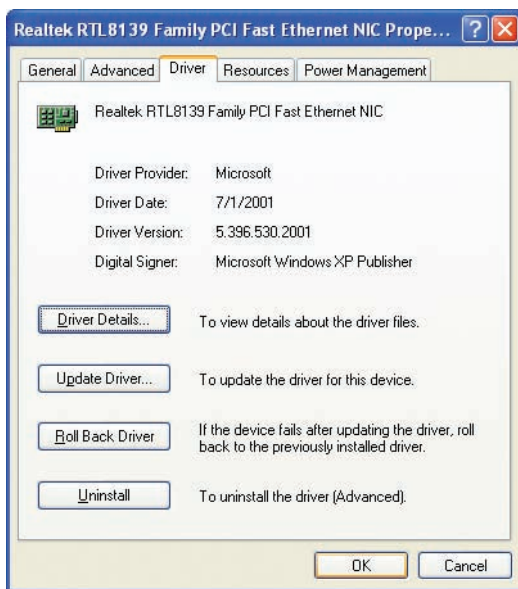 Realtek RTL8139 Family PCI Fast Ethernet NIC Prope...
General Advanced Driver Resources Power Management
Realtek RTL8139 Family PCI Fast Ethernet NIC
Driver Provider: Microsoft
Driver Date: 7/1/2001
Driver Version: 5.396.530.2001
Digital Signer: Microsoft Windows XP Publisher
Driver Details... To view details about the driver files.
Update Driver... To update the driver for this device.
Roll Back Driver If the device fails after updating the driver, roll
back to the previously installed driver.
Uninstall To uninstall the driver (Advanced).
OK Cancel